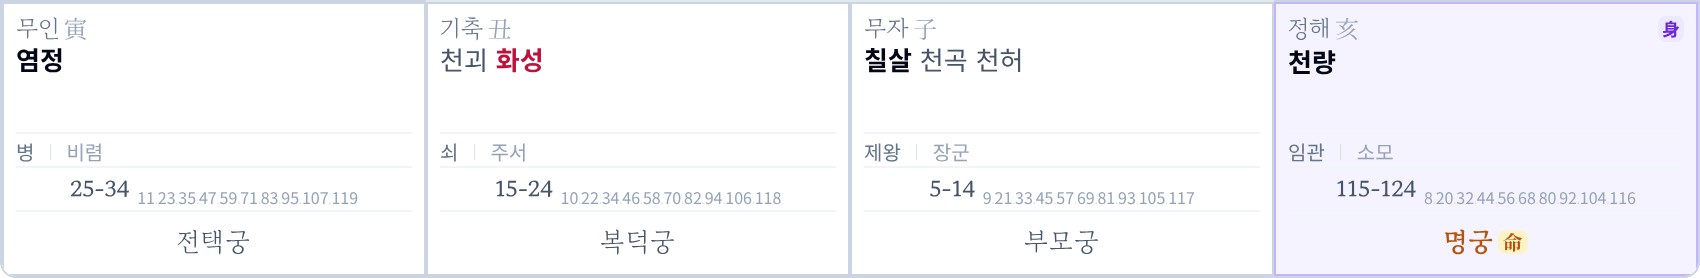 무인 寅
염정
병 비렴
25-34 11 23 35 47 59 71 83 95 107 119
전택궁
기축 丑
천괴 화성
쇠 주서
15-24 10 22 34 46 58 70 82 94 106 118
복덕궁
무자 子
칠살 천곡 천허
제왕 장군
5-14 9 21 33 45 57 69 81 93 105 117
부모궁
정해 亥 身
천량
임관 소모
115-124 8 20 32 44 56 68 80 92 104 116
명궁 命